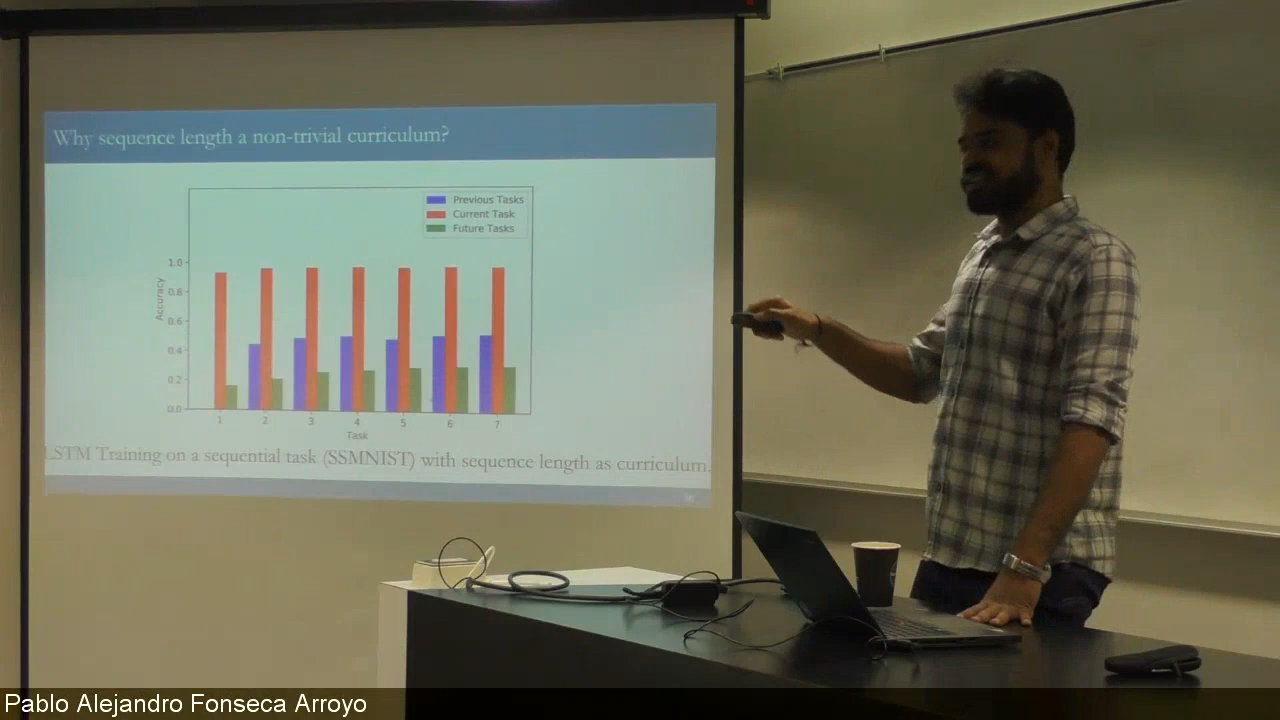 Why sequence length a non-trivial curriculum?
Previous Tasks
Current Task
Future Tasks
1.0
0.8
0.6
0.4
0.2
0.0
Accuracy
1 2 3 4 5 6 7
Task
LSTM Training on a sequential task (SSMNIST) with sequence length as curriculum.
Pablo Alejandro Fonseca Arroyo